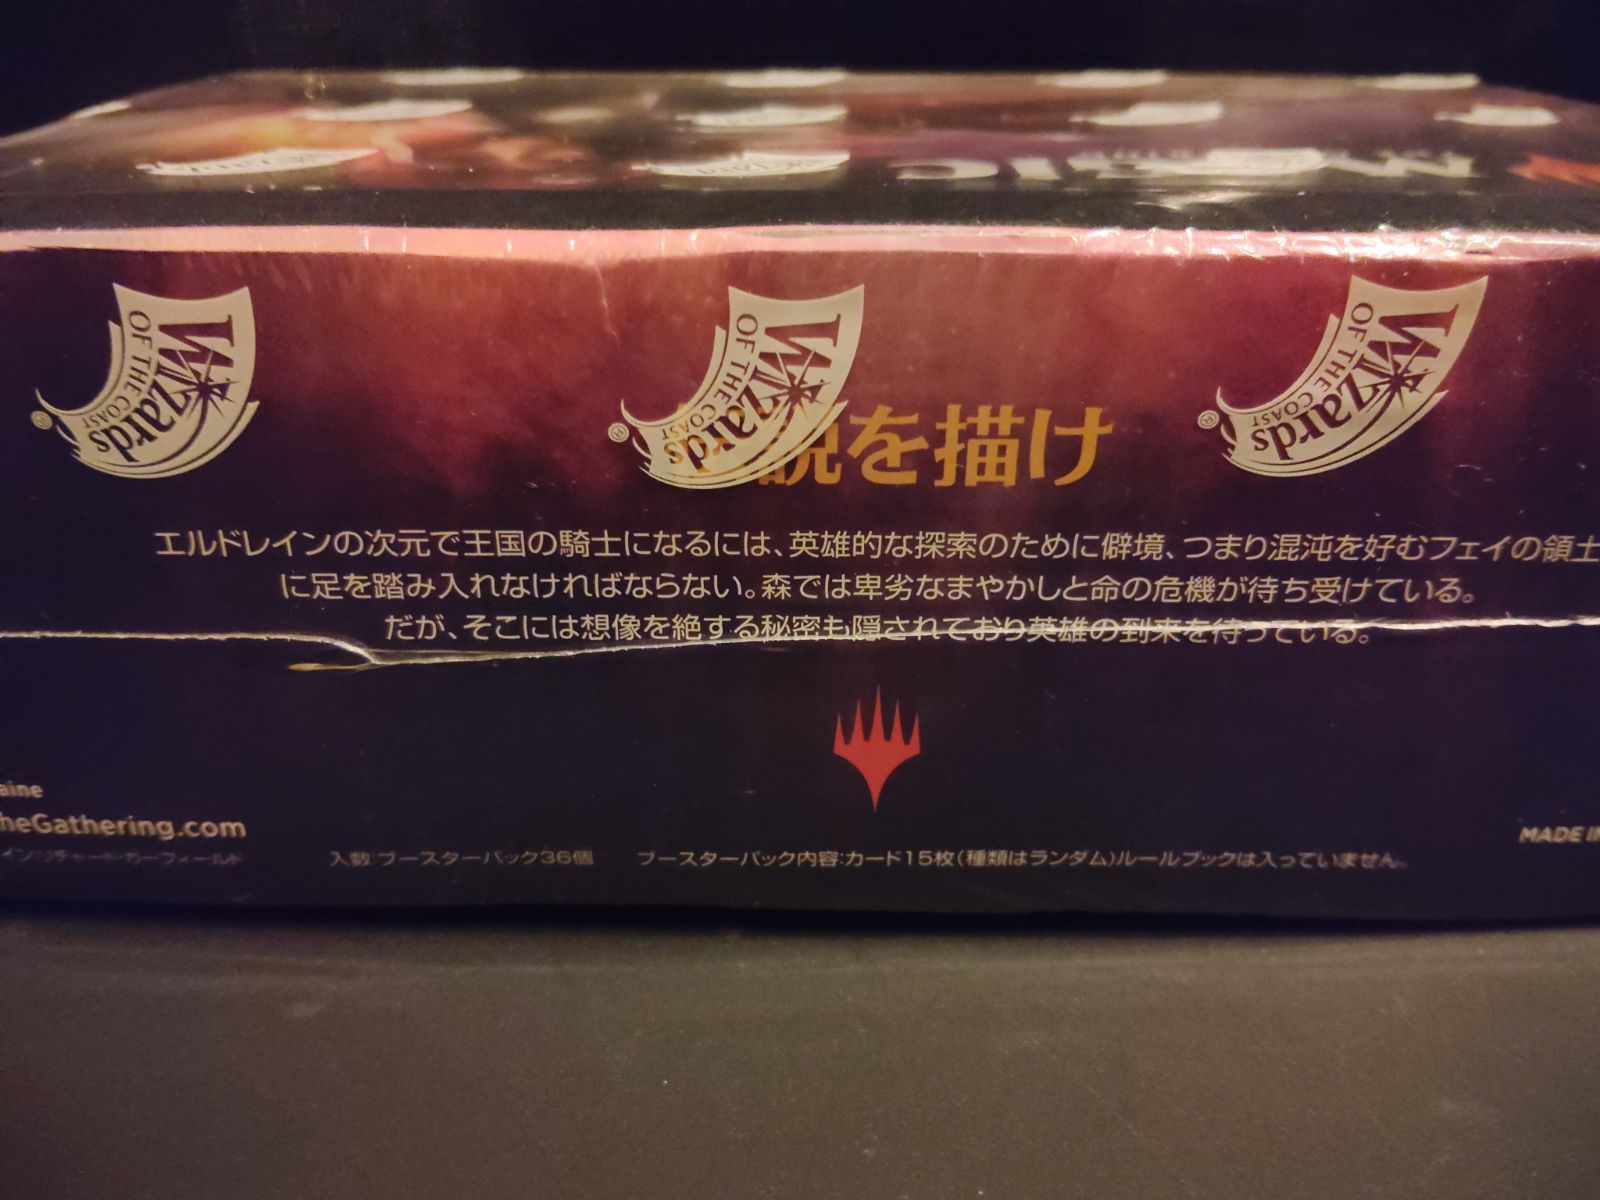 MAGIC
Wizards
OF THE COAST
®
Wizards
OF THE COAST
®
Wizards
OF THE COAST
®
説を描け
エルドレインの次元で王国の騎士になるには、英雄的な探索のために僻境、つまり混沌を好むフェイの領土
に足を踏み入れなければならない。森では卑劣なまやかしと命の危機が待ち受けている。
だが、そこには想像を絶する秘密も隠されており英雄の到来を待っている。
aine
heGathering.com
MADE IN
入数:ブースターパック36個
ブースターパック内容:カード15枚(種類はランダム)ルールブックは入っていません。